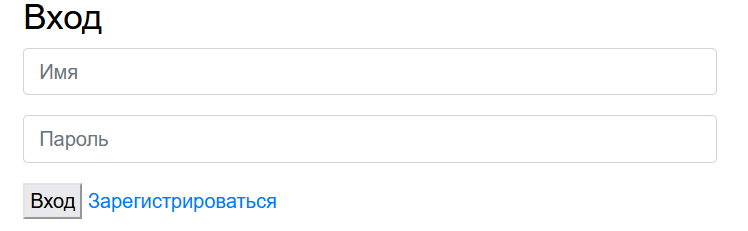 Вход
Имя
Пароль
Вход Зарегистрироваться